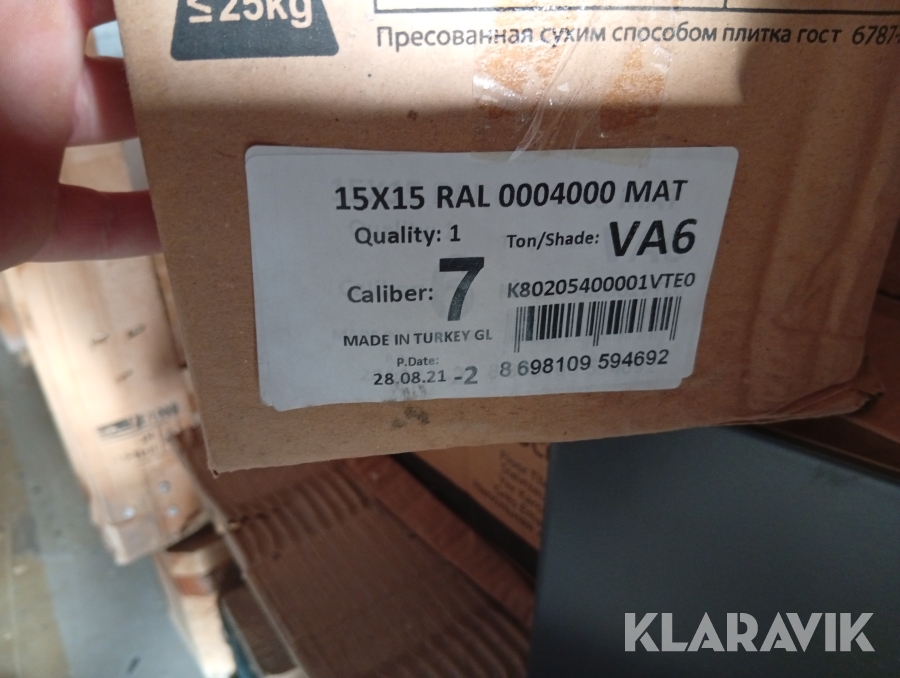 ≤25kg
Пресованная сухим способом плитка гост 6787-
15X15 RAL 0004000 MAT
Quality: 1
Ton/Shade: VA6
Caliber: 7
K80205400001VTE0
MADE IN TURKEY GL
P.Date:
28.08.21 -2
8 698109 594692
KLARAVIK